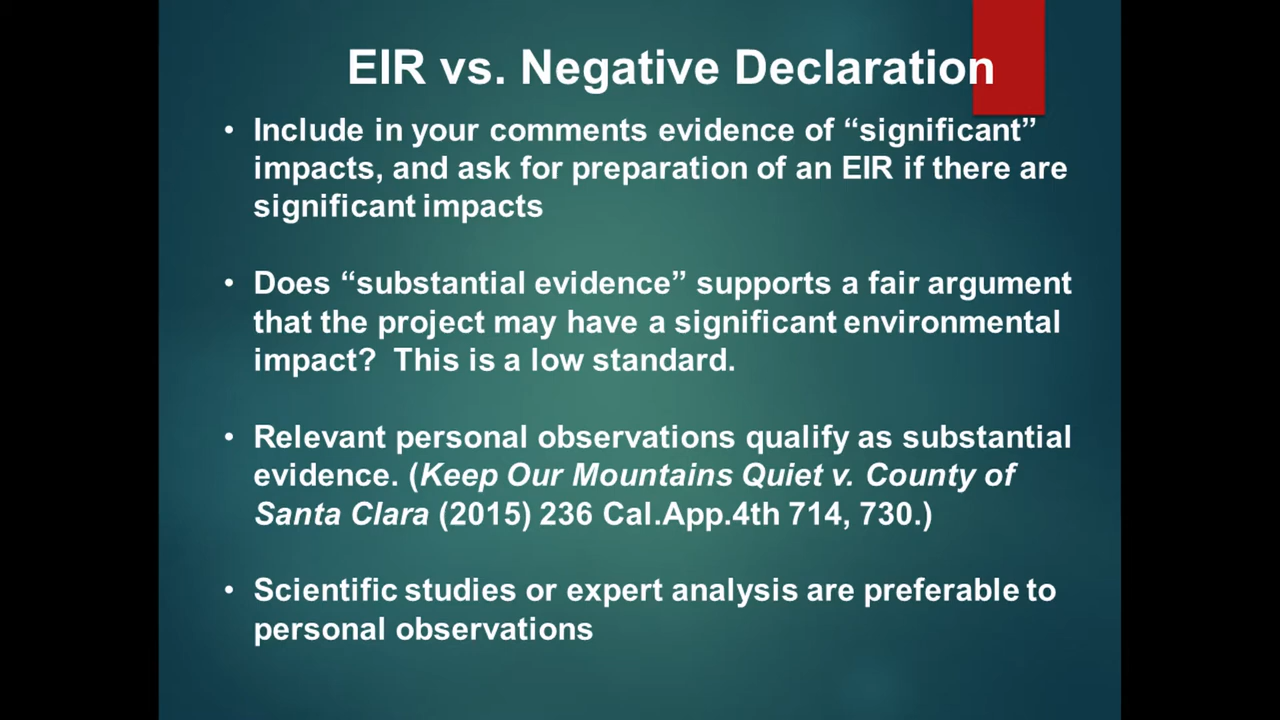 EIR vs. Negative Declaration
• Include in your comments evidence of “significant”
impacts, and ask for preparation of an EIR if there are
significant impacts
• Does “substantial evidence” supports a fair argument
that the project may have a significant environmental
impact?  This is a low standard.
• Relevant personal observations qualify as substantial
evidence. (Keep Our Mountains Quiet v. County of
Santa Clara (2015) 236 Cal.App.4th 714, 730.)
• Scientific studies or expert analysis are preferable to
personal observations